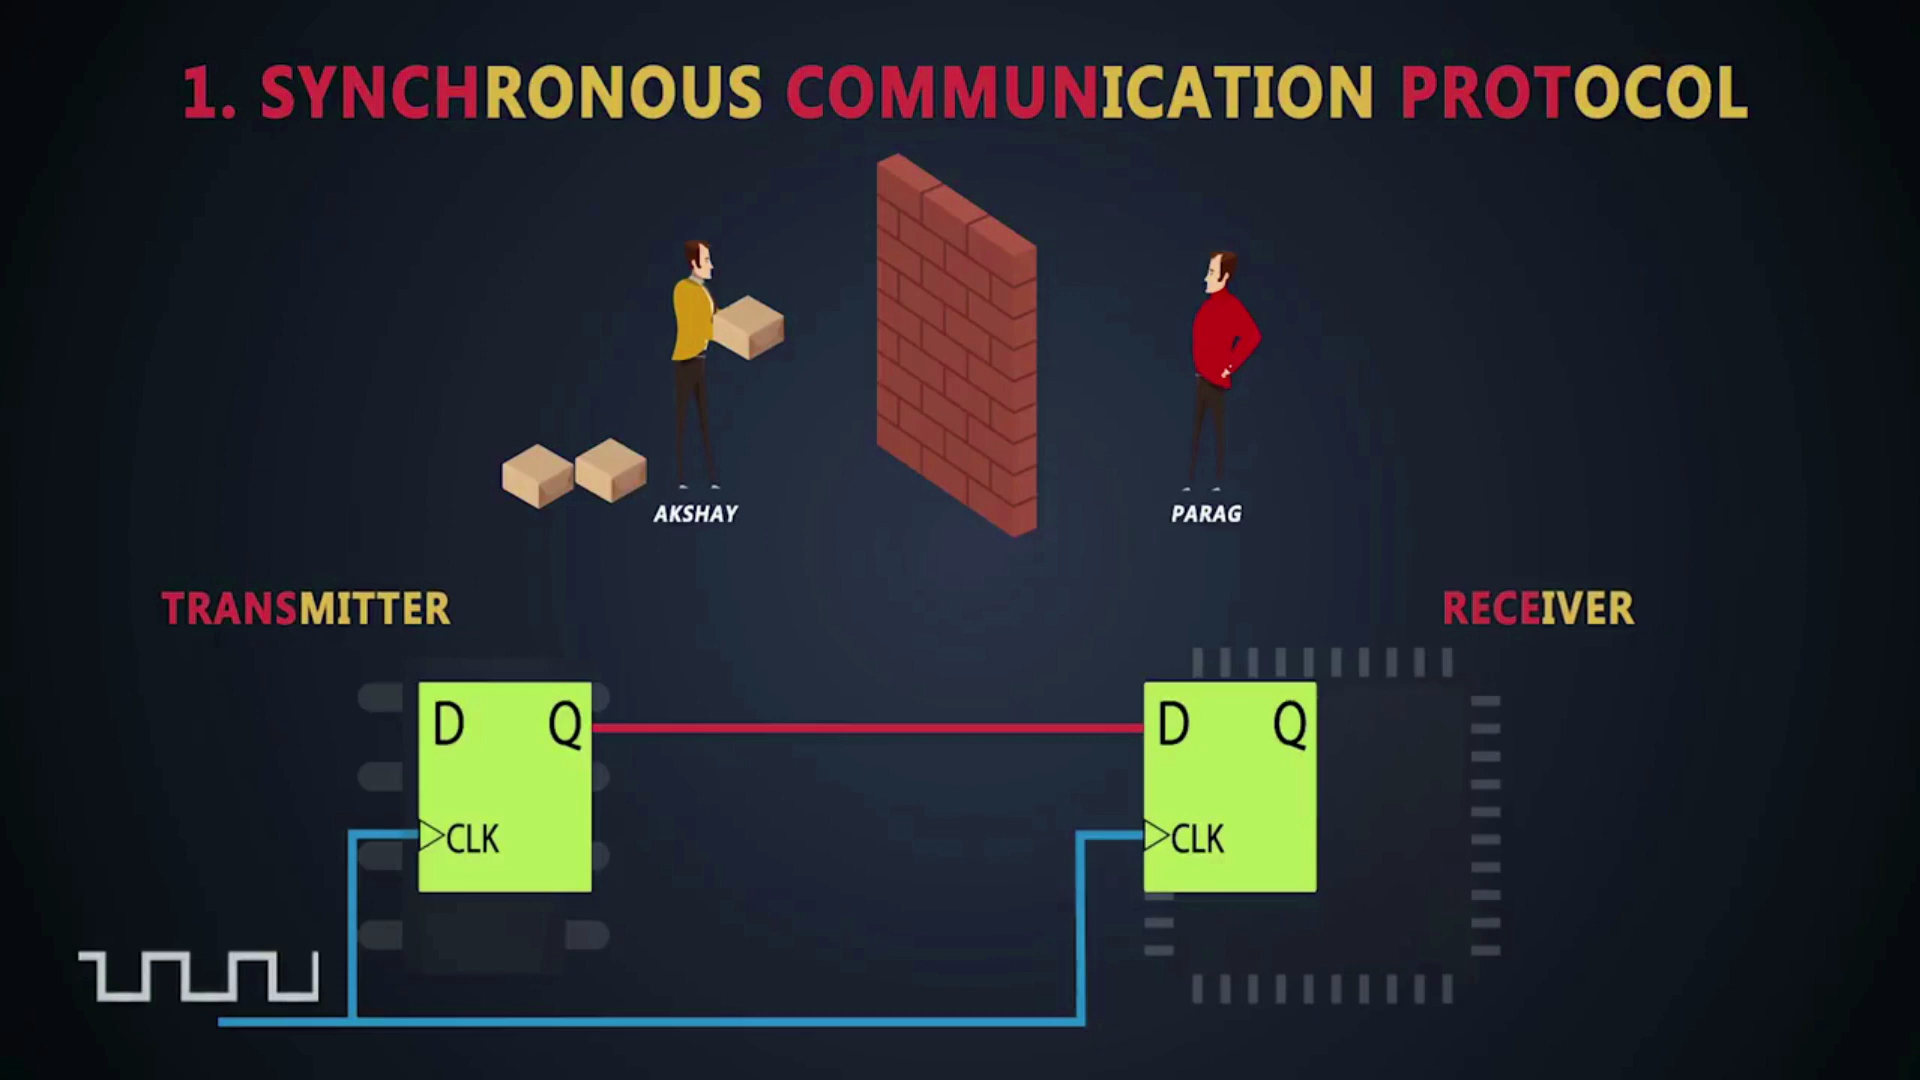 1. SYNCHRONOUS COMMUNICATION PROTOCOL
AKSHAY
PARAG
TRANSMITTER
RECEIVER
D Q
CLK
D Q
CLK